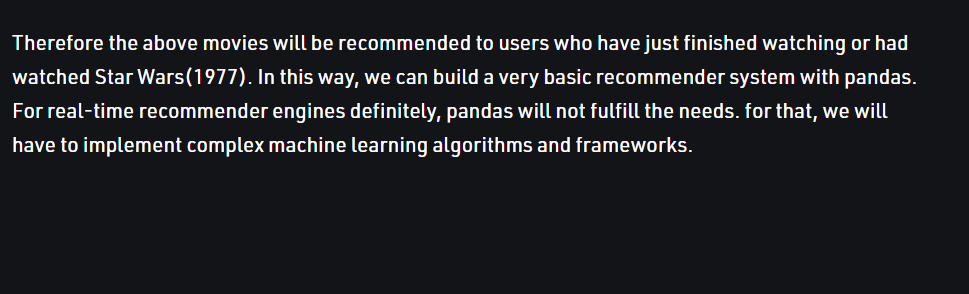 Therefore the above movies will be recommended to users who have just finished watching or had
watched Star Wars(1977). In this way, we can build a very basic recommender system with pandas.
For real-time recommender engines definitely, pandas will not fulfill the needs. for that, we will
have to implement complex machine learning algorithms and frameworks.